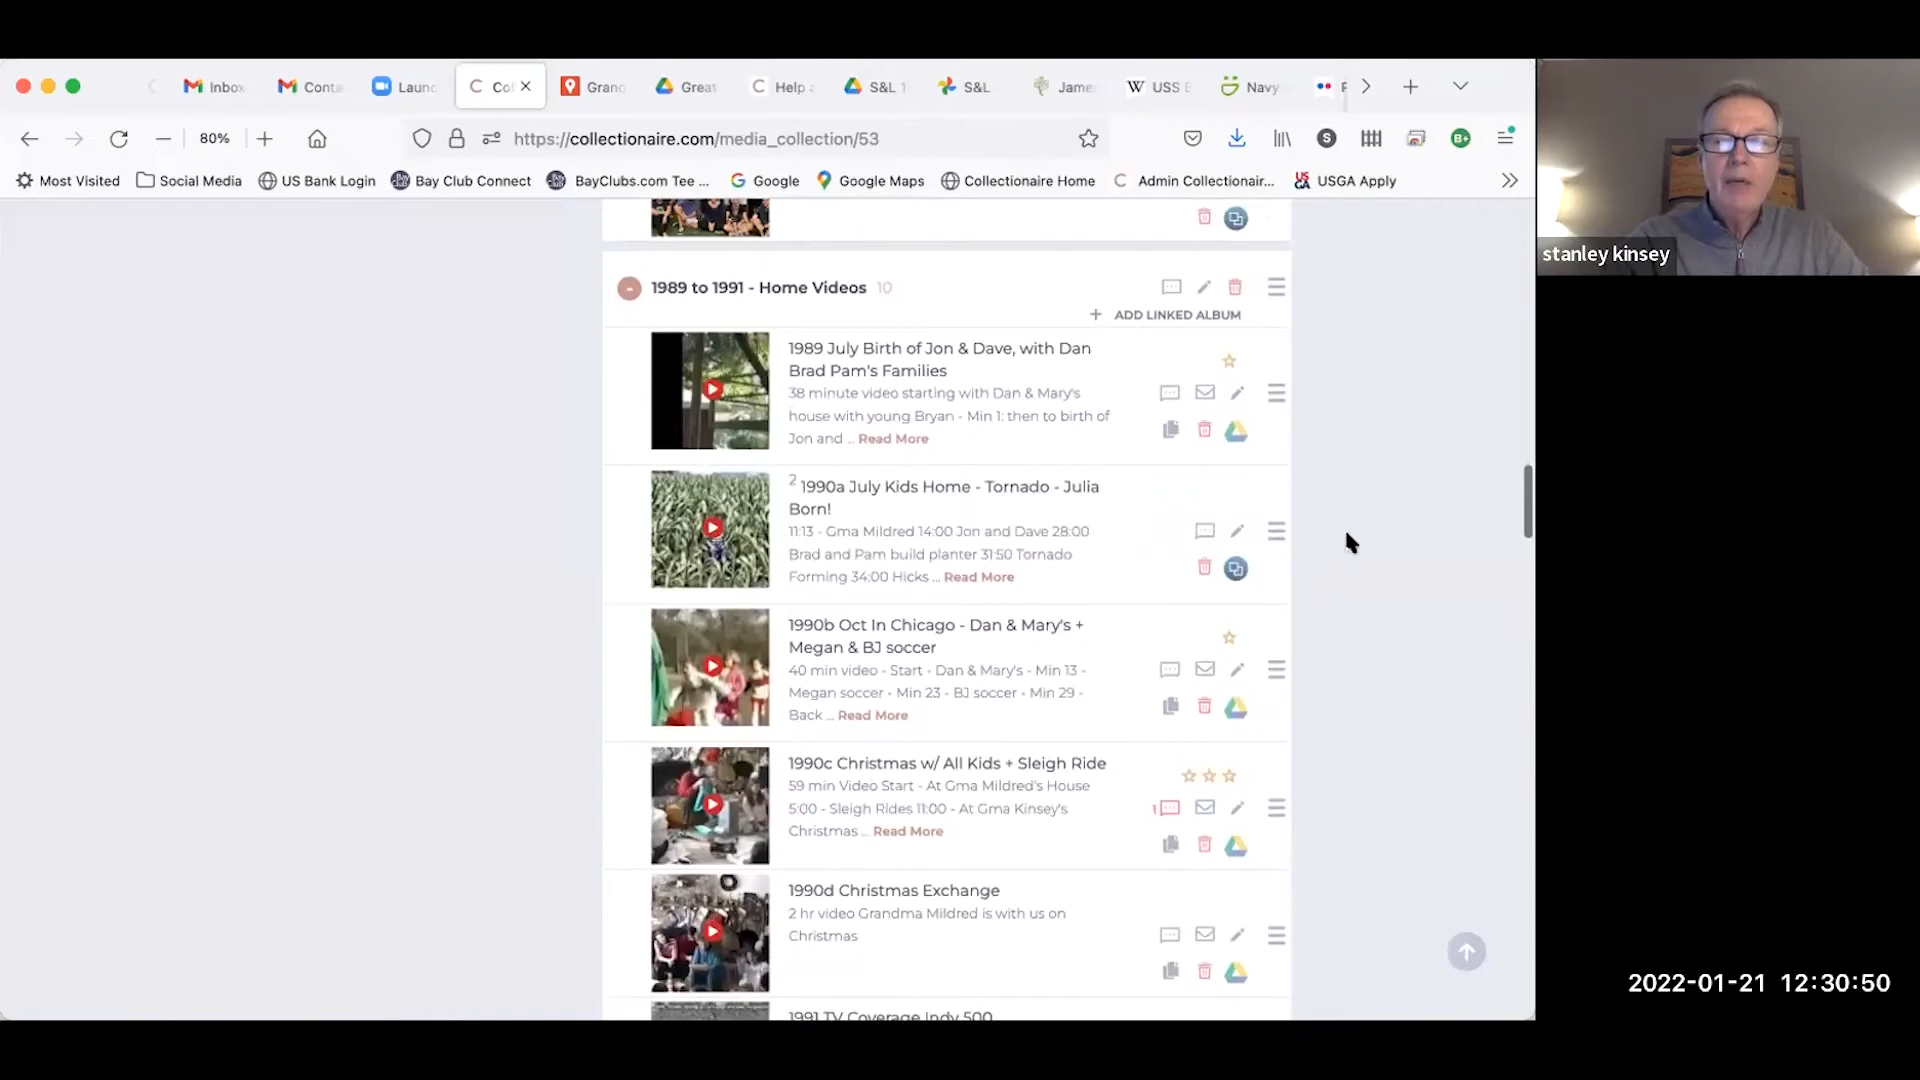 Inbox
Conta
Laun
Col
Gran
Great
Help
S&L 1
S&L
Jame
W USS E
Navy
80%
https://collectionaire.com/media_collection/53
S
B+
Most Visited
Social Media
US Bank Login
Bay Club Connect
BayClubs.com Tee ...
Google
Google Maps
Collectionaire Home
Admin Collectionair...
USGA Apply
stanley kinsey
1989 to 1991 - Home Videos 10
+ ADD LINKED ALBUM
1989 July Birth of Jon & Dave, with Dan
Brad Pam's Families
38 minute video starting with Dan & Mary's
house with young Bryan - Min 1: then to birth of
Jon and ... Read More
2 1990a July Kids Home - Tornado - Julia
Born!
11:13 - Gma Mildred 14:00 Jon and Dave 28:00
Brad and Pam build planter 31:50 Tornado
Forming 34:00 Hicks ... Read More
1990b Oct In Chicago - Dan & Mary's +
Megan & BJ soccer
40 min video - Start - Dan & Mary's - Min 13 -
Megan soccer - Min 23 - BJ soccer - Min 29 -
Back ... Read More
1990c Christmas w/ All Kids + Sleigh Ride
59 min Video Start - At Gma Mildred's House
5:00 - Sleigh Rides 11:00 - At Gma Kinsey's
1
Christmas ... Read More
1990d Christmas Exchange
2 hr video Grandma Mildred is with us on
Christmas
1991 TV Coverage Indy 500
2022-01-21 12:30:50